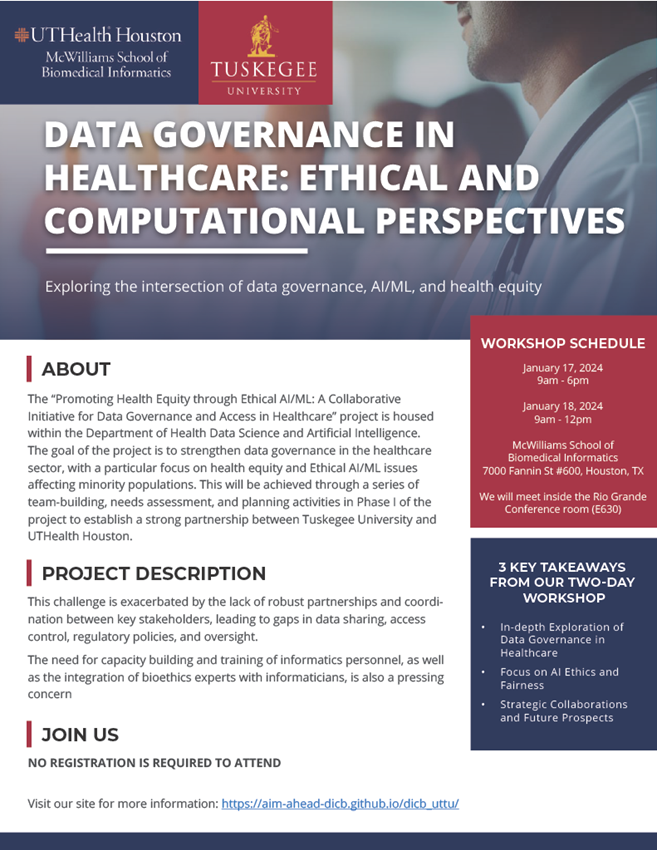 UTHealth Houston
McWilliams School of
Biomedical Informatics
TUSKEGEE
UNIVERSITY
DATA GOVERNANCE IN
HEALTHCARE: ETHICAL AND
COMPUTATIONAL PERSPECTIVES
Exploring the intersection of data governance, AI/ML, and health equity
ABOUT
The “Promoting Health Equity through Ethical AI/ML: A Collaborative
Initiative for Data Governance and Access in Healthcare” project is housed
within the Department of Health Data Science and Artificial Intelligence.
The goal of the project is to strengthen data governance in the healthcare
sector, with a particular focus on health equity and Ethical AI/ML issues
affecting minority populations. This will be achieved through a series of
team-building, needs assessment, and planning activities in Phase I of the
project to establish a strong partnership between Tuskegee University and
UTHealth Houston.
PROJECT DESCRIPTION
This challenge is exacerbated by the lack of robust partnerships and coordi-
nation between key stakeholders, leading to gaps in data sharing, access
control, regulatory policies, and oversight.
The need for capacity building and training of informatics personnel, as well
as the integration of bioethics experts with informaticians, is also a pressing
concern
JOIN US
NO REGISTRATION IS REQUIRED TO ATTEND
Visit our site for more information: https://aim-ahead-dicb.github.io/dicb_uttu/
WORKSHOP SCHEDULE
January 17, 2024
9am - 6pm
January 18, 2024
9am - 12pm
McWilliams School of
Biomedical Informatics
7000 Fannin St #600, Houston, TX
We will meet inside the Rio Grande
Conference room (E630)
3 KEY TAKEAWAYS
FROM OUR TWO-DAY
WORKSHOP
• In-depth Exploration of
Data Governance in
Healthcare
• Focus on AI Ethics and
Fairness
• Strategic Collaborations
and Future Prospects